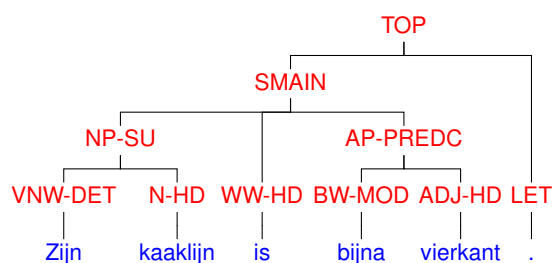 TOP
SMAIN
NP-SU AP-PREDC
VNW-DET N-HD WW-HD BW-MOD ADJ-HD LET
Zijn kaaklijn is bijna vierkant .